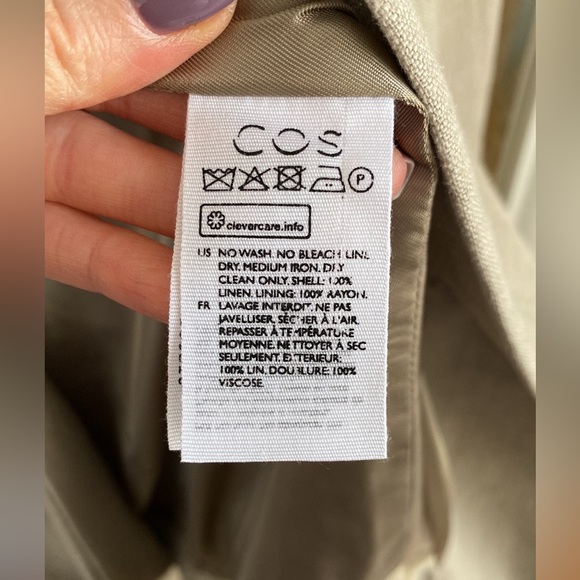 COS
P
clevercare.info
US NO WASH. NO BLEACH. LINE
DRY. MEDIUM IRON. DRY
CLEAN ONLY. SHELL: 100%
LINEN. LINING: 100% RAYON.
FR LAVAGE INTERDIT. NE PAS
JAVELLISER. SÉCHER À L'AIR.
REPASSER À TEMPÉRATURE
MOYENNE. NETTOYER À SEC
SEULEMENT. EXTERIEUR:
100% LIN. DOUBLURE: 100%
VISCOSE.